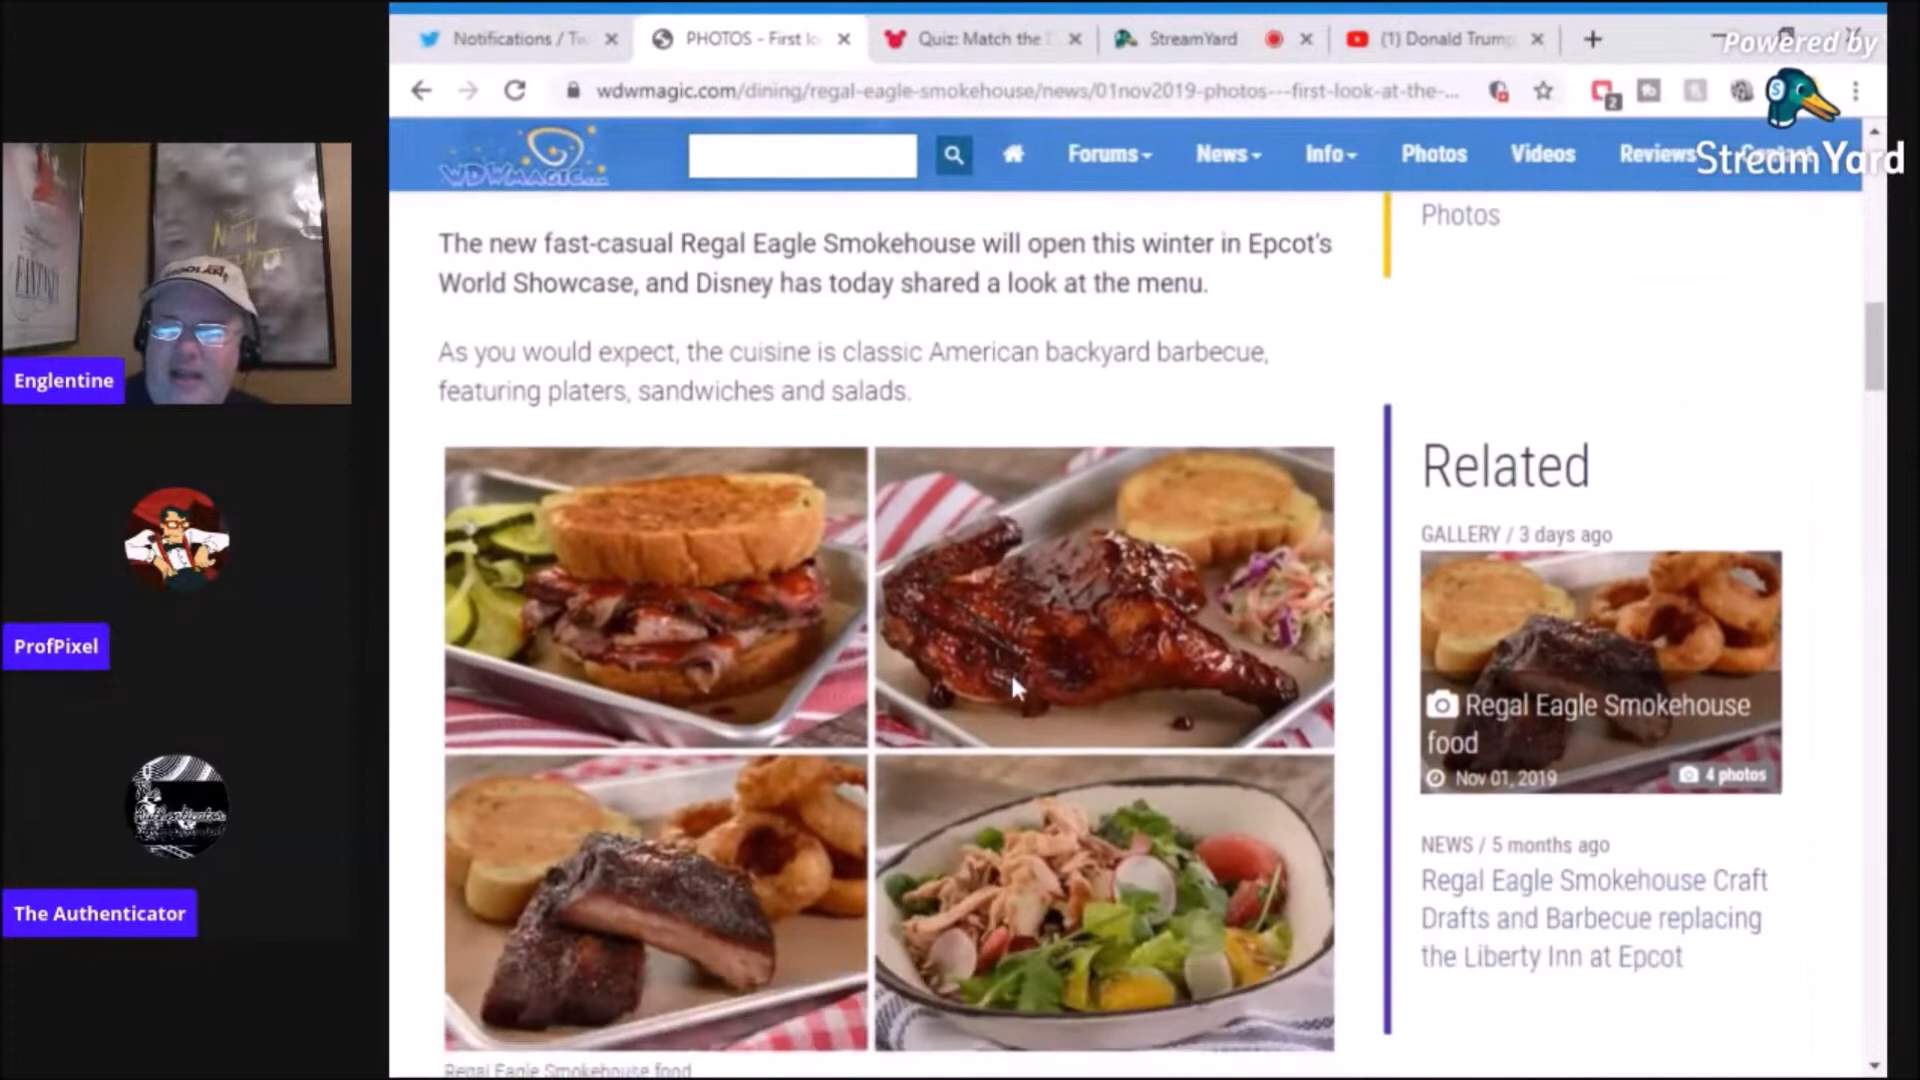 Notifications / Tw
PHOTOS - First lo
Quiz: Match the
StreamYard
(1) Donald Trump
Powered by
wdwmagic.com/dining/regal-eagle-smokehouse/news/01nov2019-photos---first-look-at-the-...
2
S
StreamYard
WDWMAGIC
Forums
News
Info
Photos
Videos
Reviews
The new fast-casual Regal Eagle Smokehouse will open this winter in Epcot's
World Showcase, and Disney has today shared a look at the menu.
As you would expect, the cuisine is classic American backyard barbecue,
featuring platers, sandwiches and salads.
Regal Eagle Smokehouse food
Photos
Related
GALLERY / 3 days ago
Regal Eagle Smokehouse
food
Nov 01, 2019
4 photos
NEWS / 5 months ago
Regal Eagle Smokehouse Craft
Drafts and Barbecue replacing
the Liberty Inn at Epcot
Englentine
ProfPixel
The Authenticator